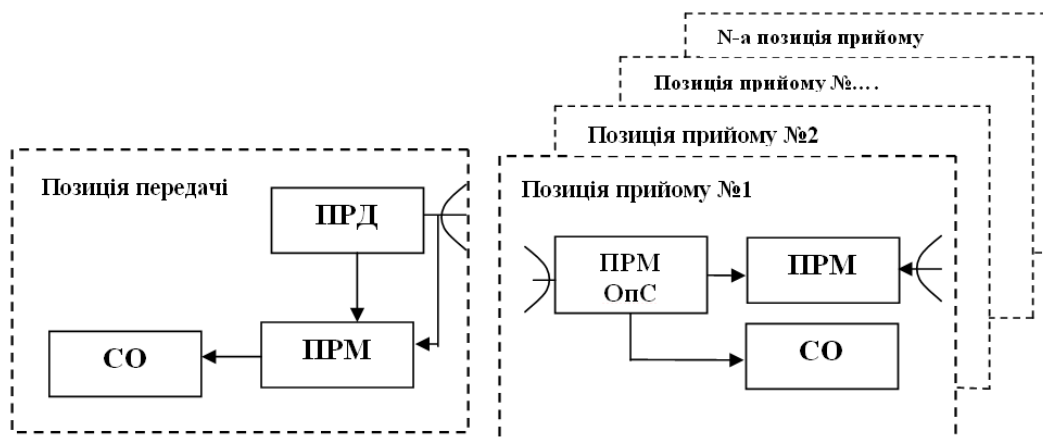 N-а позиція прийому
Позиція прийому №….
Позиція прийому №2
Позиція передачі
ПРД
ПРМ
СО
Позиція прийому №1
ПРМ
ОпС
ПРМ
СО